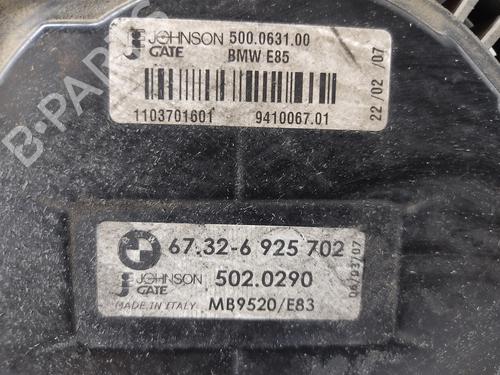 JOHNSON 500.0631.00
GATE BMW E85
1103701601 9410067.01
22/02/07
B-PARTS
67.32-6 925 702
JOHNSON 502.0290
GATE
MADE IN ITALY MB9520/E83
06/03/07